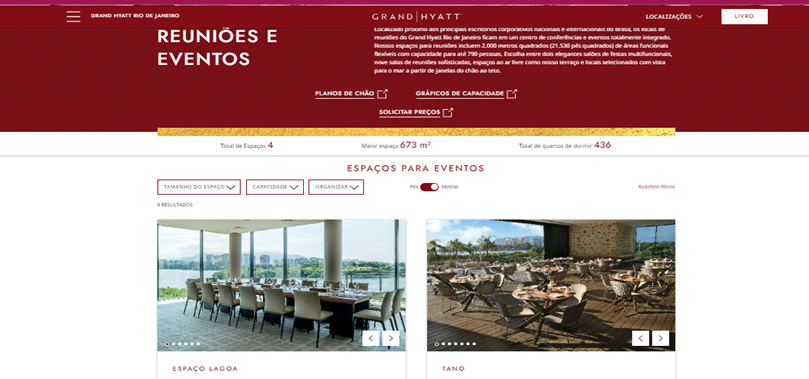 GRAND HYATT RIO DE JANEIRO
GRAND HYATT
LOCALIZAÇÕES
LIVRO
REUNIÕES E
EVENTOS
Localizado próximo aos principais escritórios corporativos nacionais e internacionais do Brasil, os locais de
reuniões do Grand Hyatt Rio de Janeiro ficam em um centro de conferências e eventos totalmente integrado.
Nossos espaços para reuniões incluem 2.000 metros quadrados (21.530 pés quadrados) de áreas funcionais
flexíveis com capacidade para até 790 pessoas. Escolha entre dois elegantes salões de festas multifuncionais,
nove salas de reuniões sofisticadas, espaços ao ar livre como nosso terraço e locais selecionados com vista
para o mar a partir de janelas do chão ao teto.
PLANOS DE CHÃO
GRÁFICOS DE CAPACIDADE
SOLICITAR PREÇOS
Total de Espaços 4
Maior espaço 673 m²
Total de quartos de dormir 436
ESPAÇOS PARA EVENTOS
TAMANHO DO ESPAÇO
CAPACIDADE
ORGANIZAR
Pés
Metros
Redefinir filtros
4 RESULTADOS
ESPAÇO LAGOA
TANO